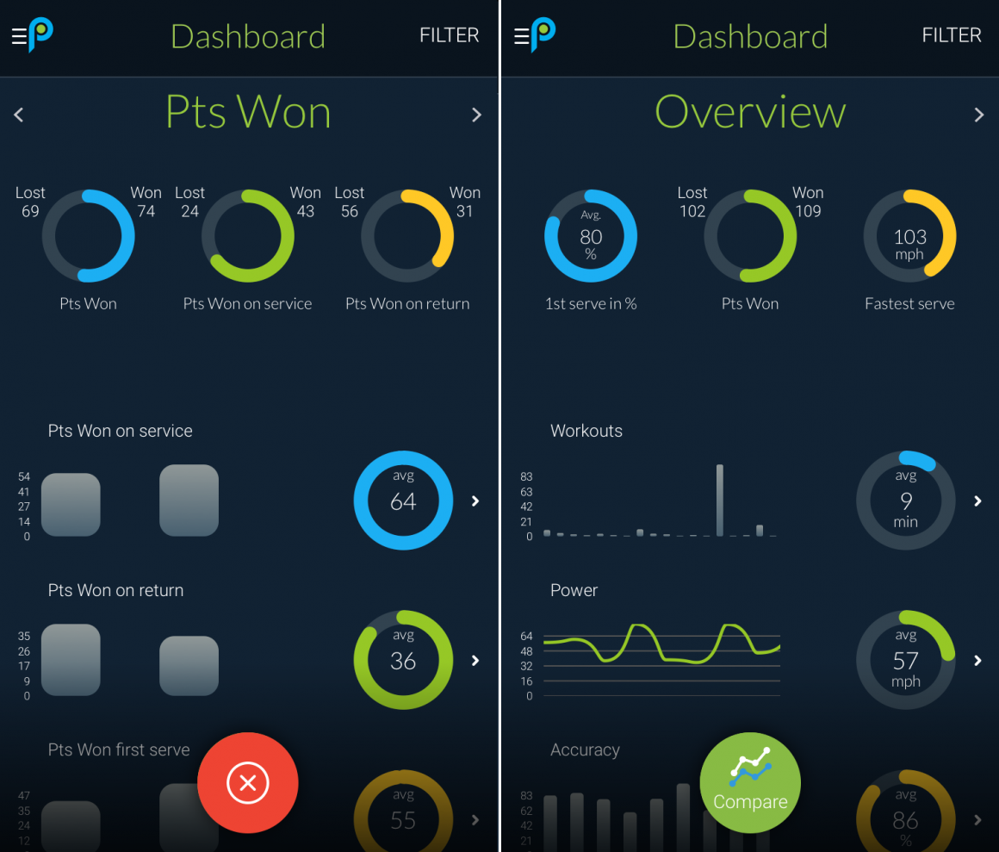 Dashboard
FILTER
Pts Won
Lost
69
Won
74
Lost
24
Won
43
Lost
56
Won
31
Pts Won
Pts Won on service
Pts Won on return
Pts Won on service
54
41
27
14
0
avg
64
Pts Won on return
35
26
17
9
0
avg
36
Pts Won first serve
47
35
24
12
avg
55
Dashboard
FILTER
Overview
Avg.
80
%
Lost
102
Won
109
103
mph
1st serve in %
Pts Won
Fastest serve
Workouts
83
63
42
21
0
avg
9
min
Power
64
48
32
16
0
avg
57
mph
Accuracy
83
62
42
21
Compare
avg
86
%